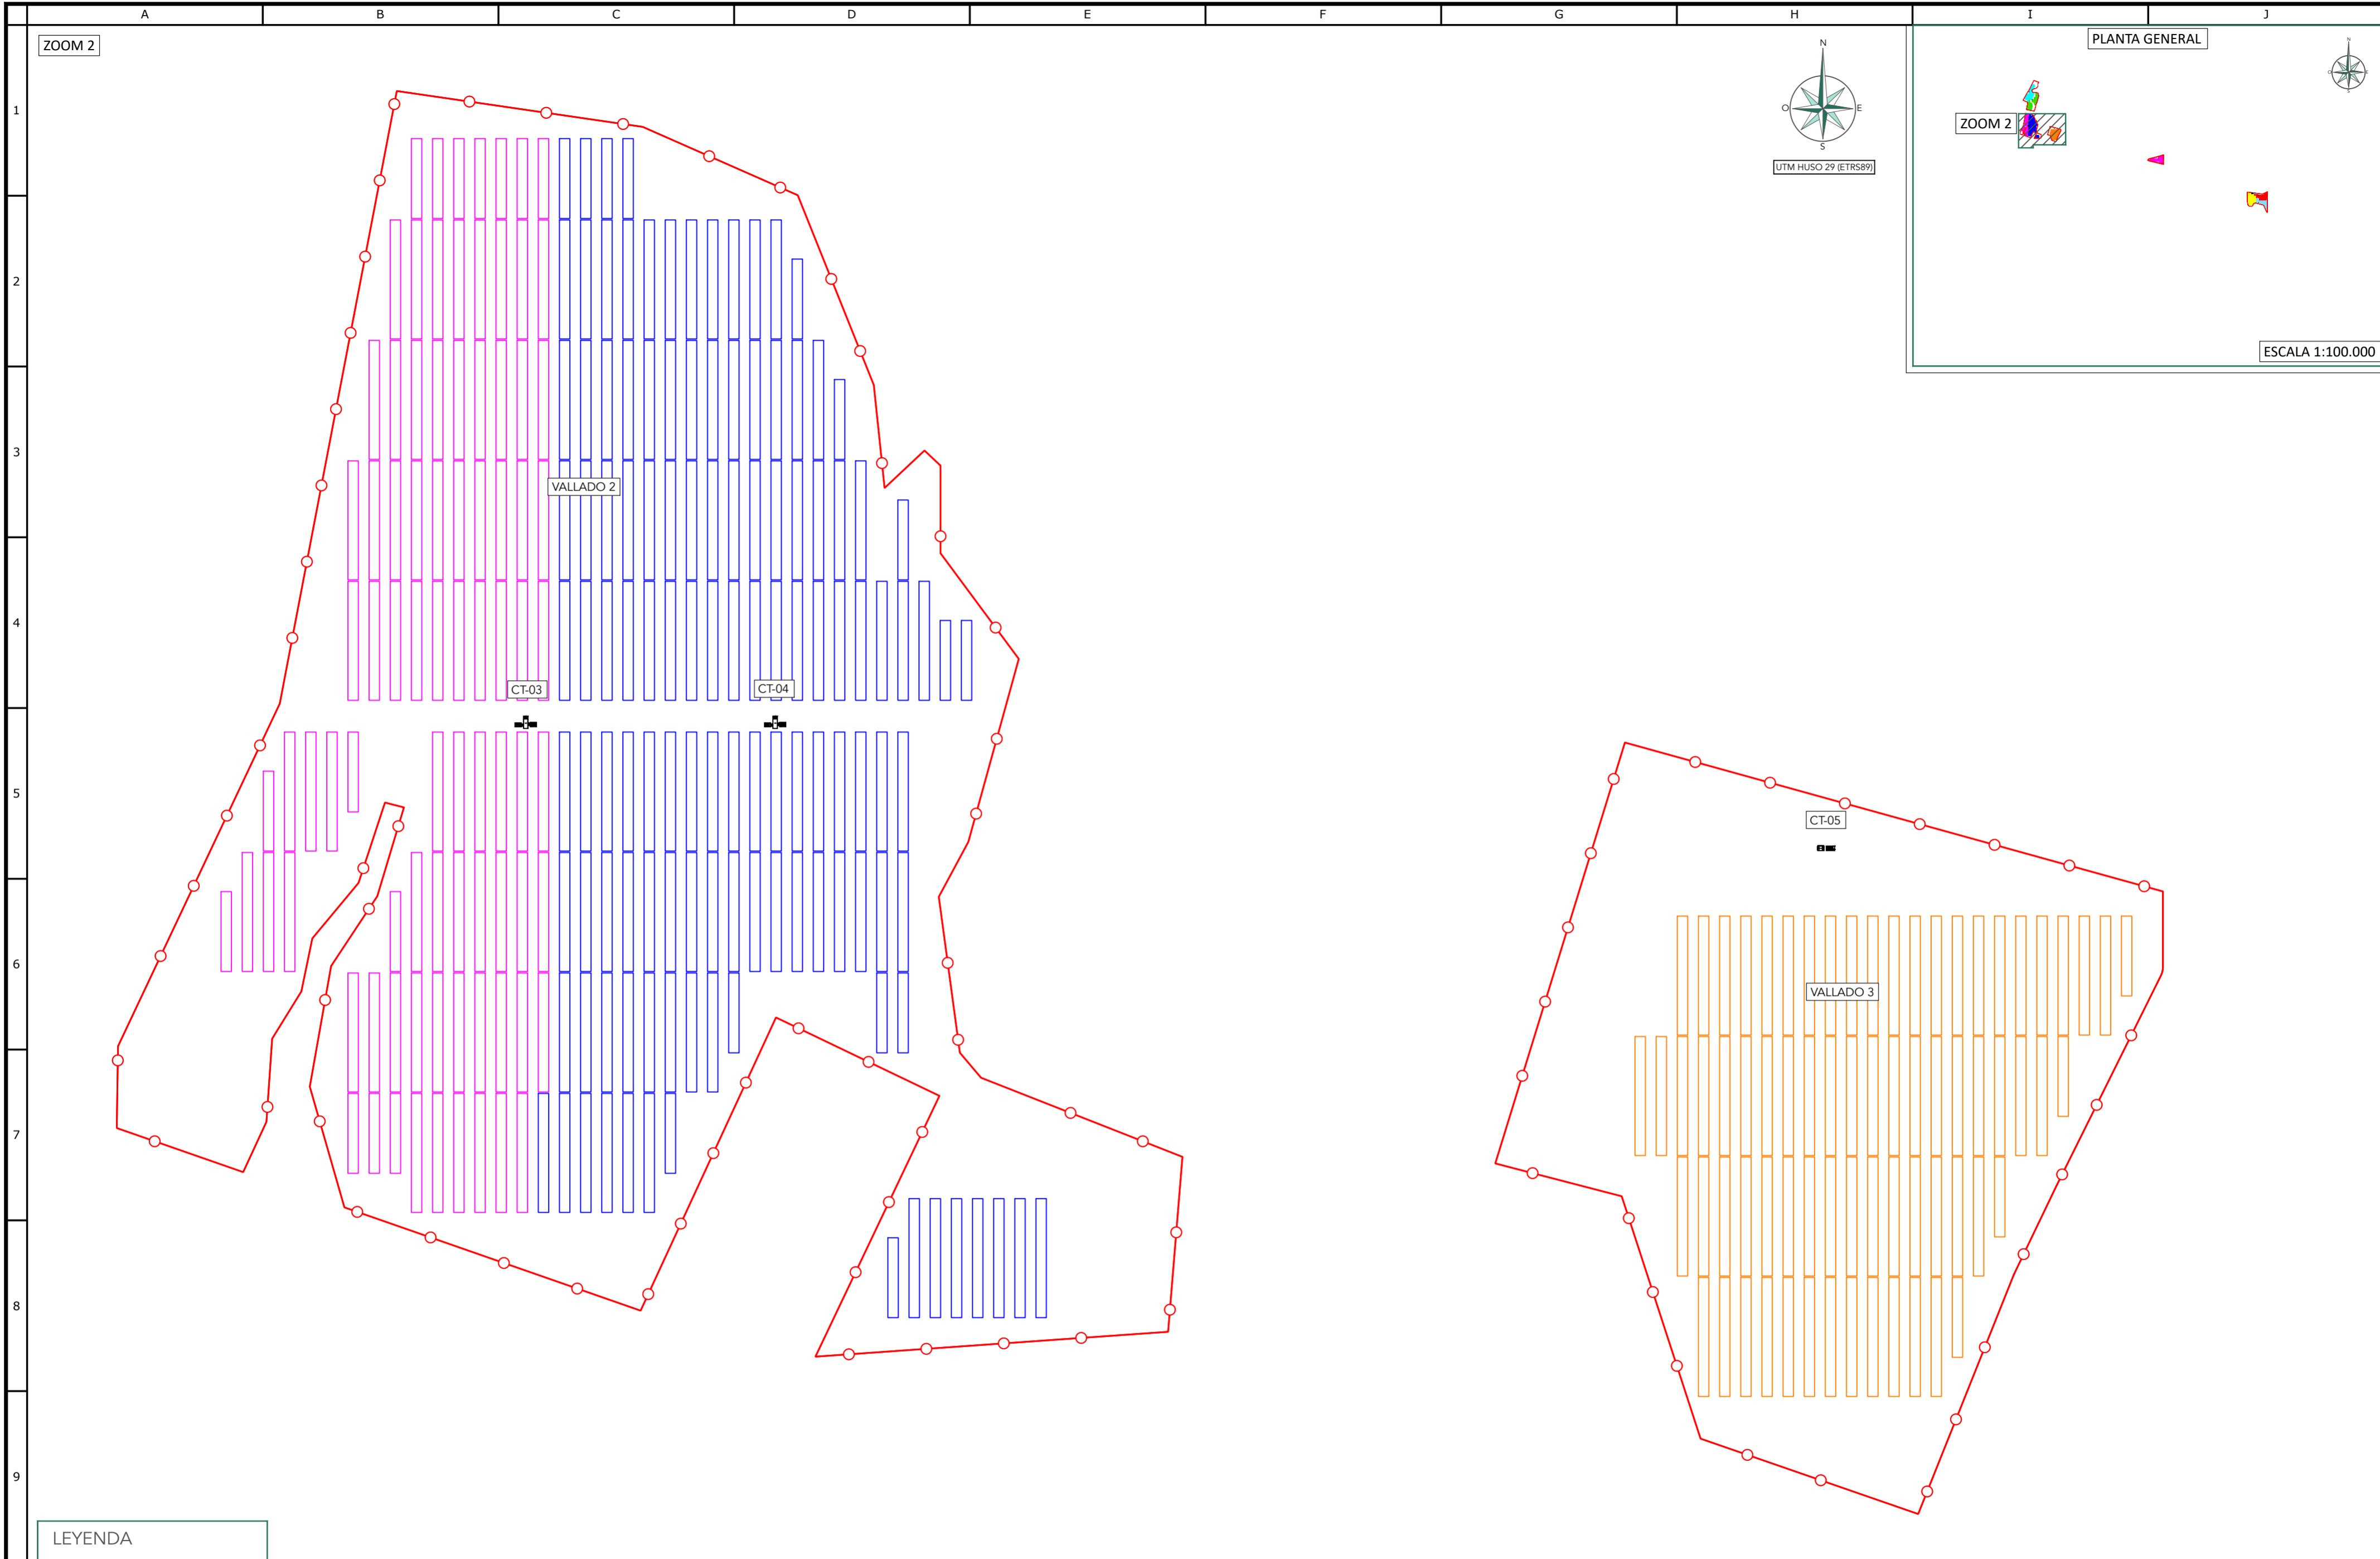 A B C D E F G H I J
ZOOM 2
PLANTA GENERAL
N
O E
S
UTM HUSO 29 (ETRS89)
N
O E
S
ZOOM 2
ESCALA 1:100.000
1
2
3
4
5
6
7
8
9
VALLADO 2
CT-03
CT-04
CT-05
VALLADO 3
LEYENDA